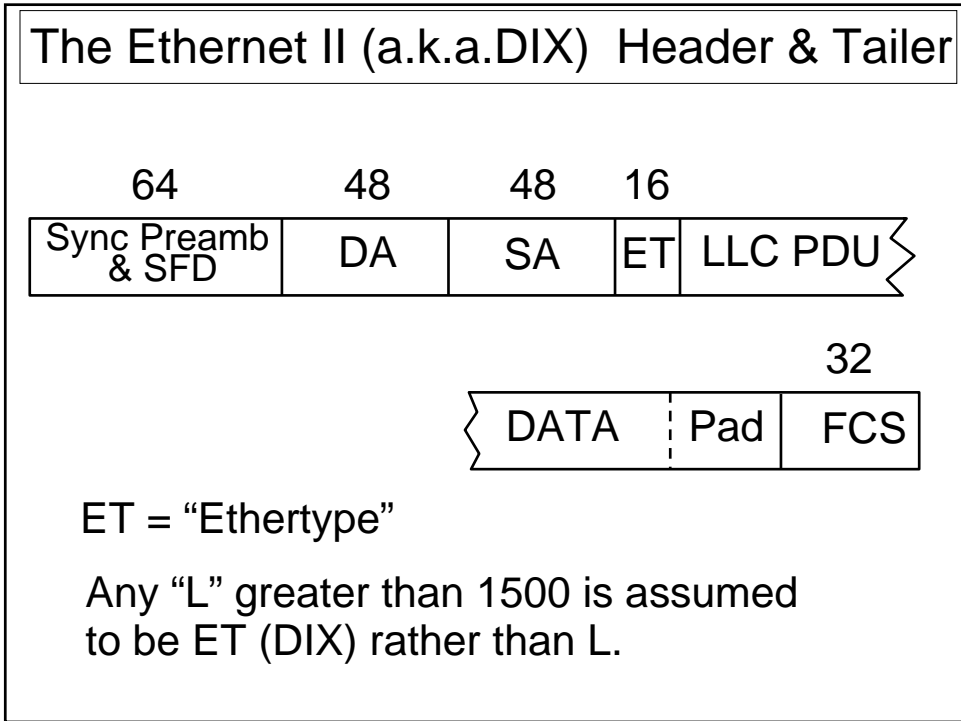 The Ethernet II (a.k.a.DIX)  Header & Tailer
64 48 48 16
Sync Preamb
& SFD
DA SA ET LLC PDU
32
DATA Pad FCS
ET = “Ethertype”
Any “L” greater than 1500 is assumed
to be ET (DIX) rather than L.